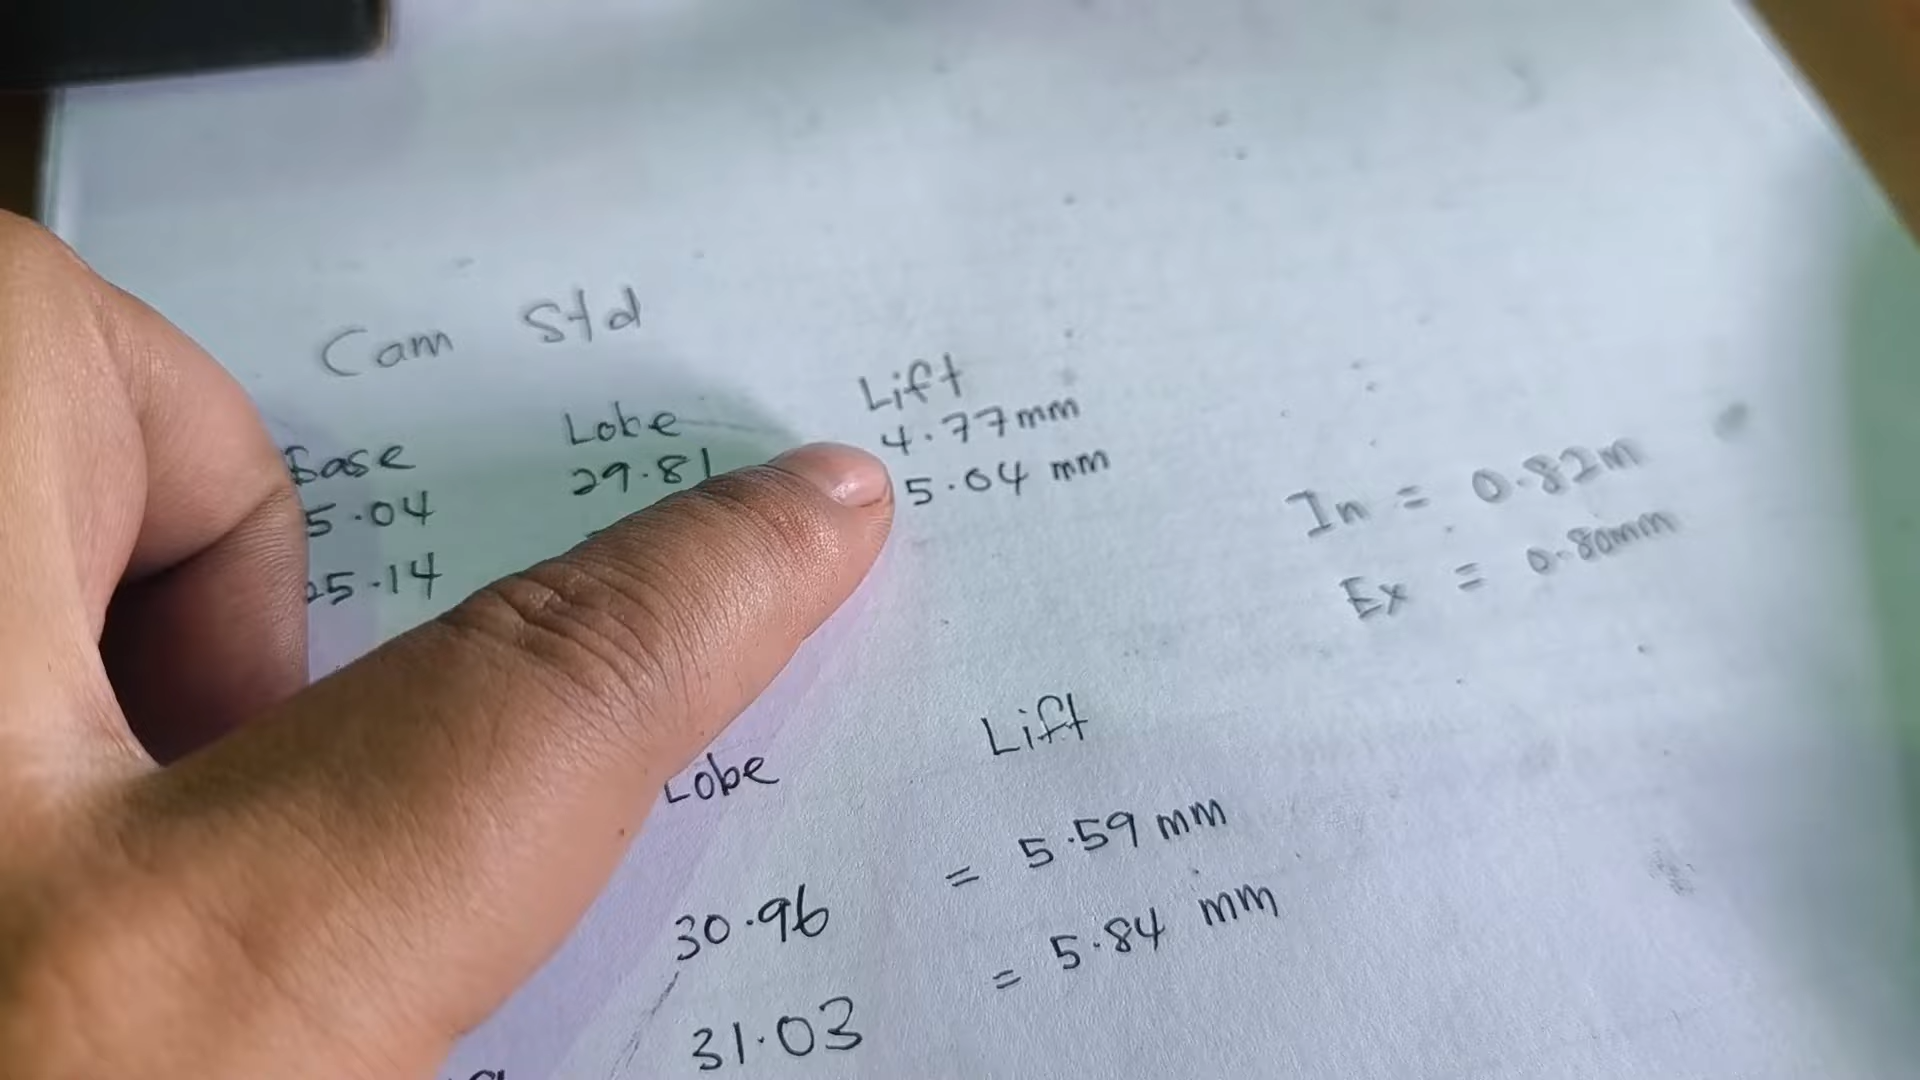 Cam Std
Base Lobe Lift
5.04 29.81 4.77mm
25.14 5.04 mm
In = 0.82m
Ex = 0.80mm
Lobe Lift
30.96 = 5.59 mm
31.03 = 5.84 mm